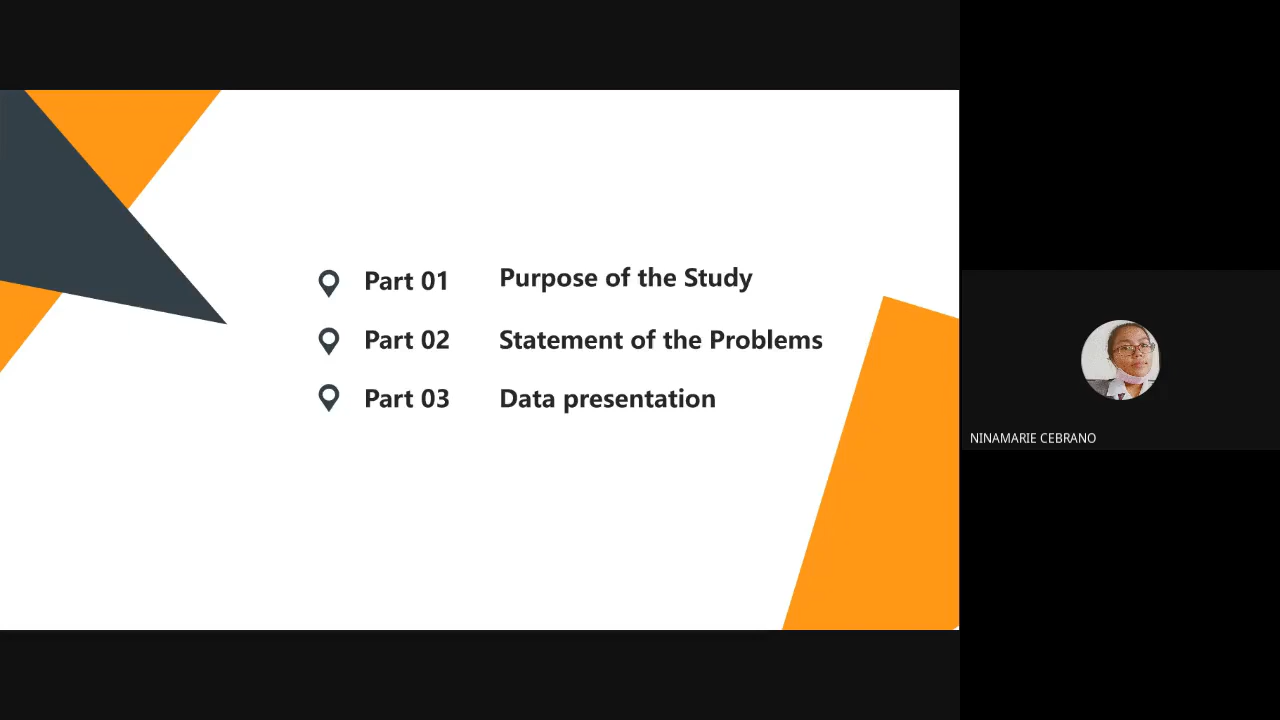 Part 01 Purpose of the Study
Part 02 Statement of the Problems
Part 03 Data presentation
NINAMARIE CEBRANO